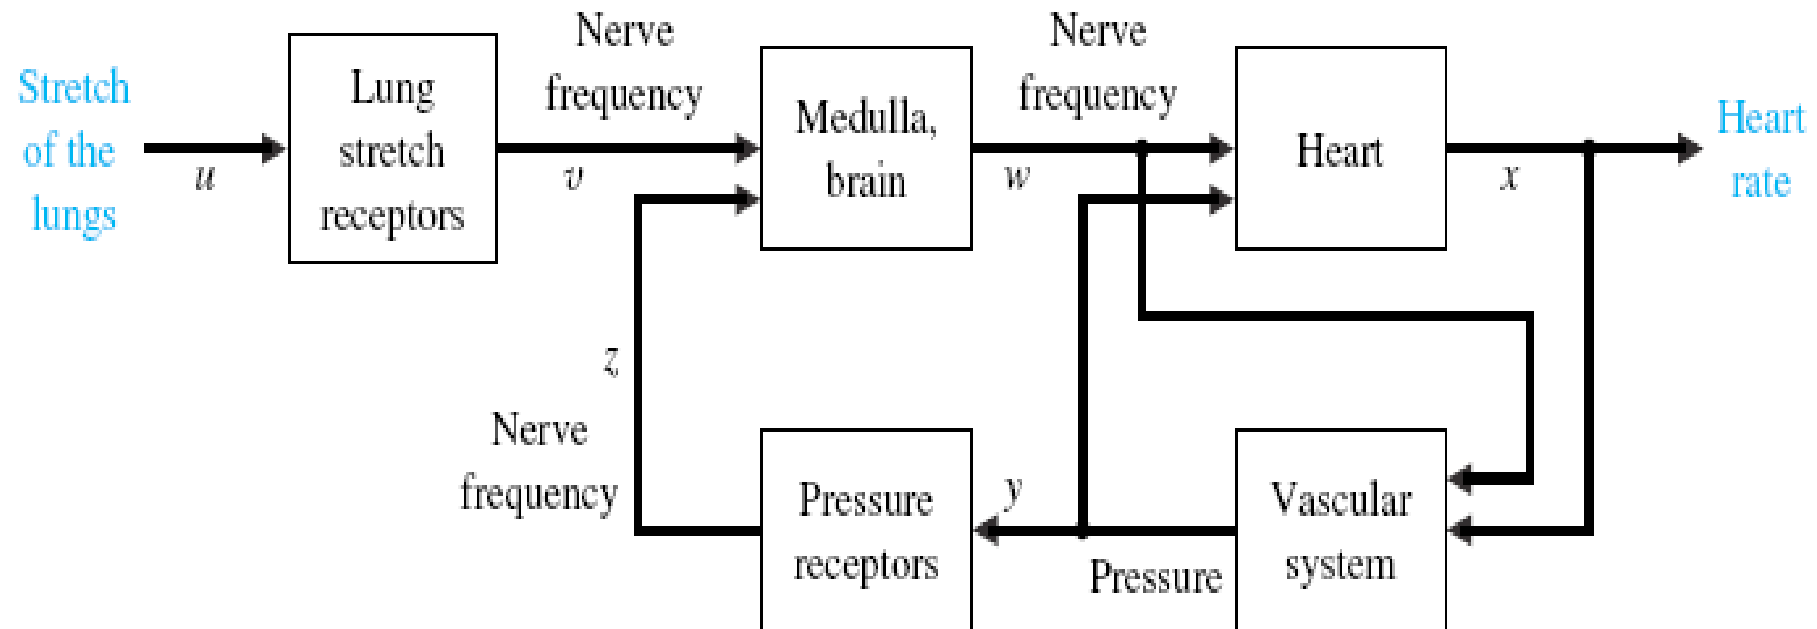 Stretch
of the
lungs
u
Lung
stretch
receptors
Nerve
frequency
v
Medulla,
brain
Nerve
frequency
w
Heart
x
Heart
rate
z
Nerve
frequency
Pressure
receptors
y
Pressure
Vascular
system